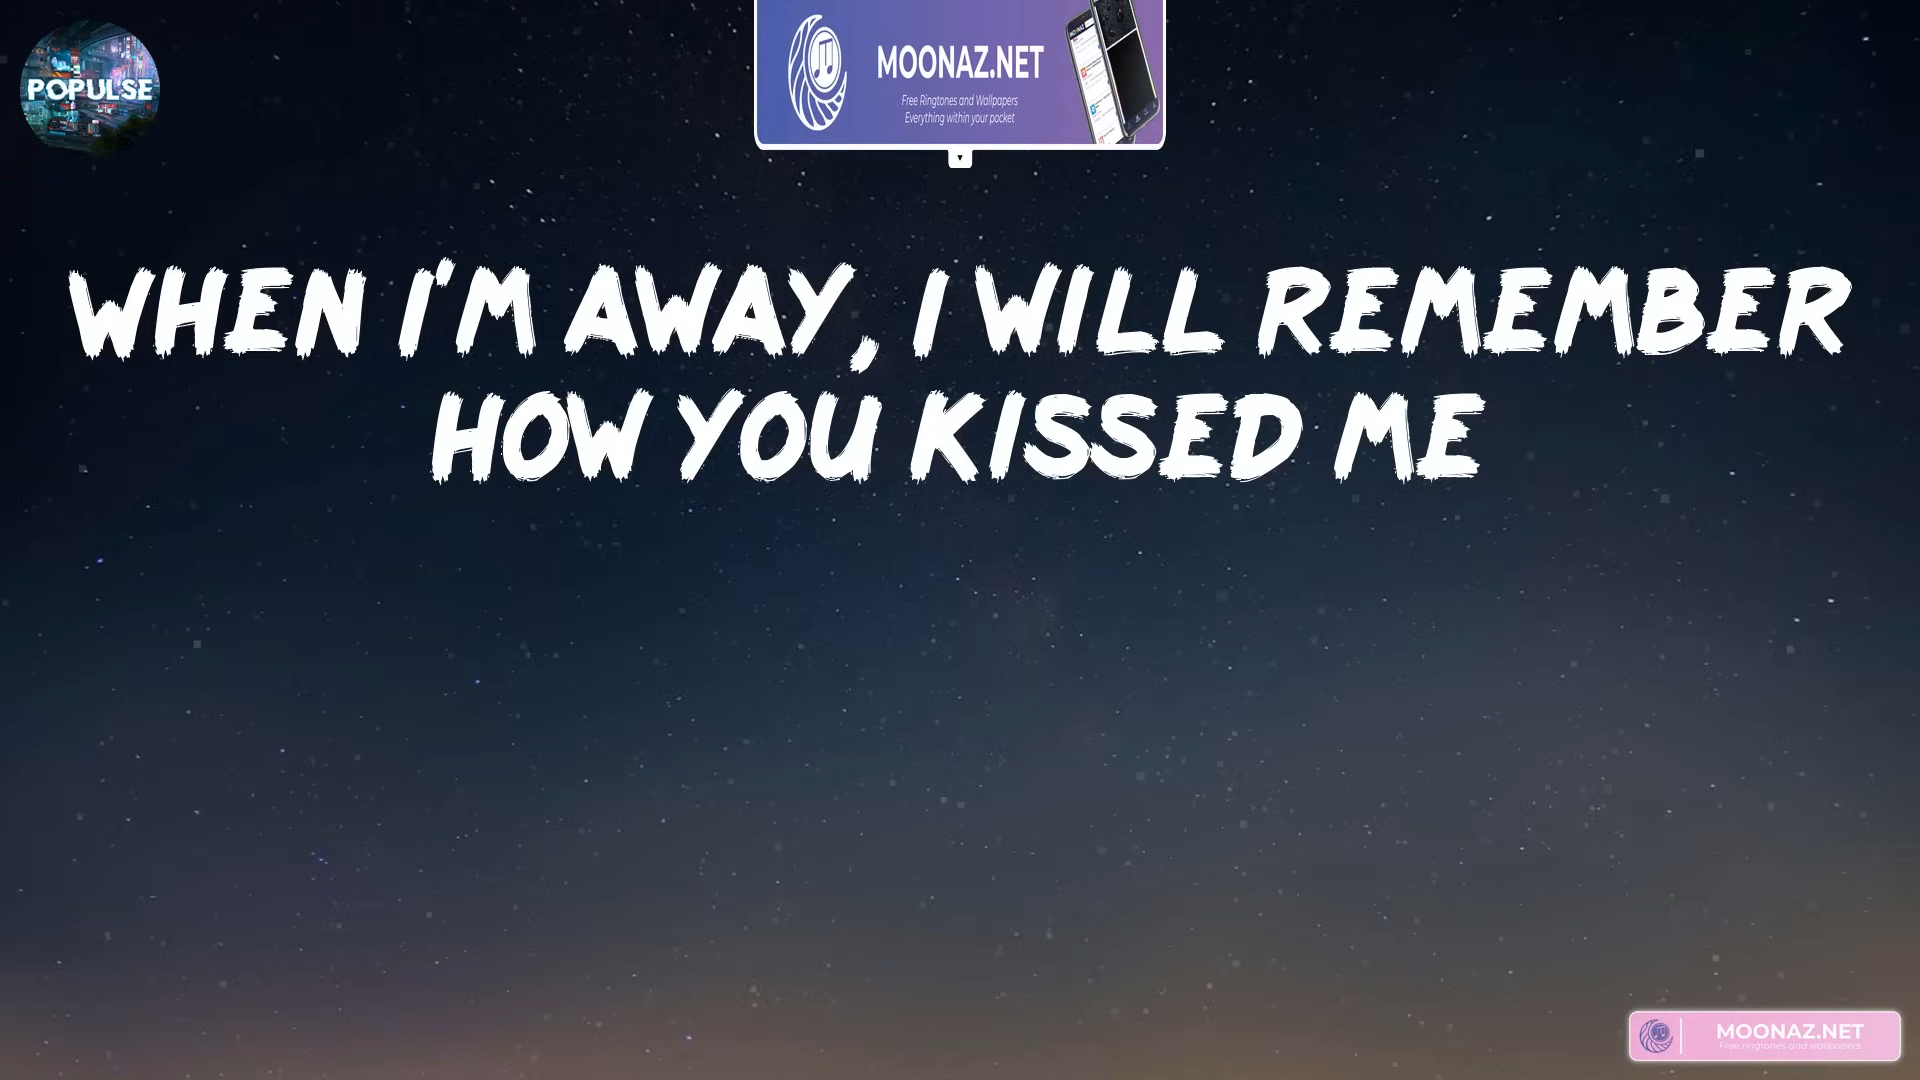 POPULSE
MOONAZ.NET
Free Ringtones and Wallpapers
Everything within your pocket
WHEN I'M AWAY, I WILL REMEMBER
HOW YOU KISSED ME
MOONAZ.NET
Free ringtones and wallpapers